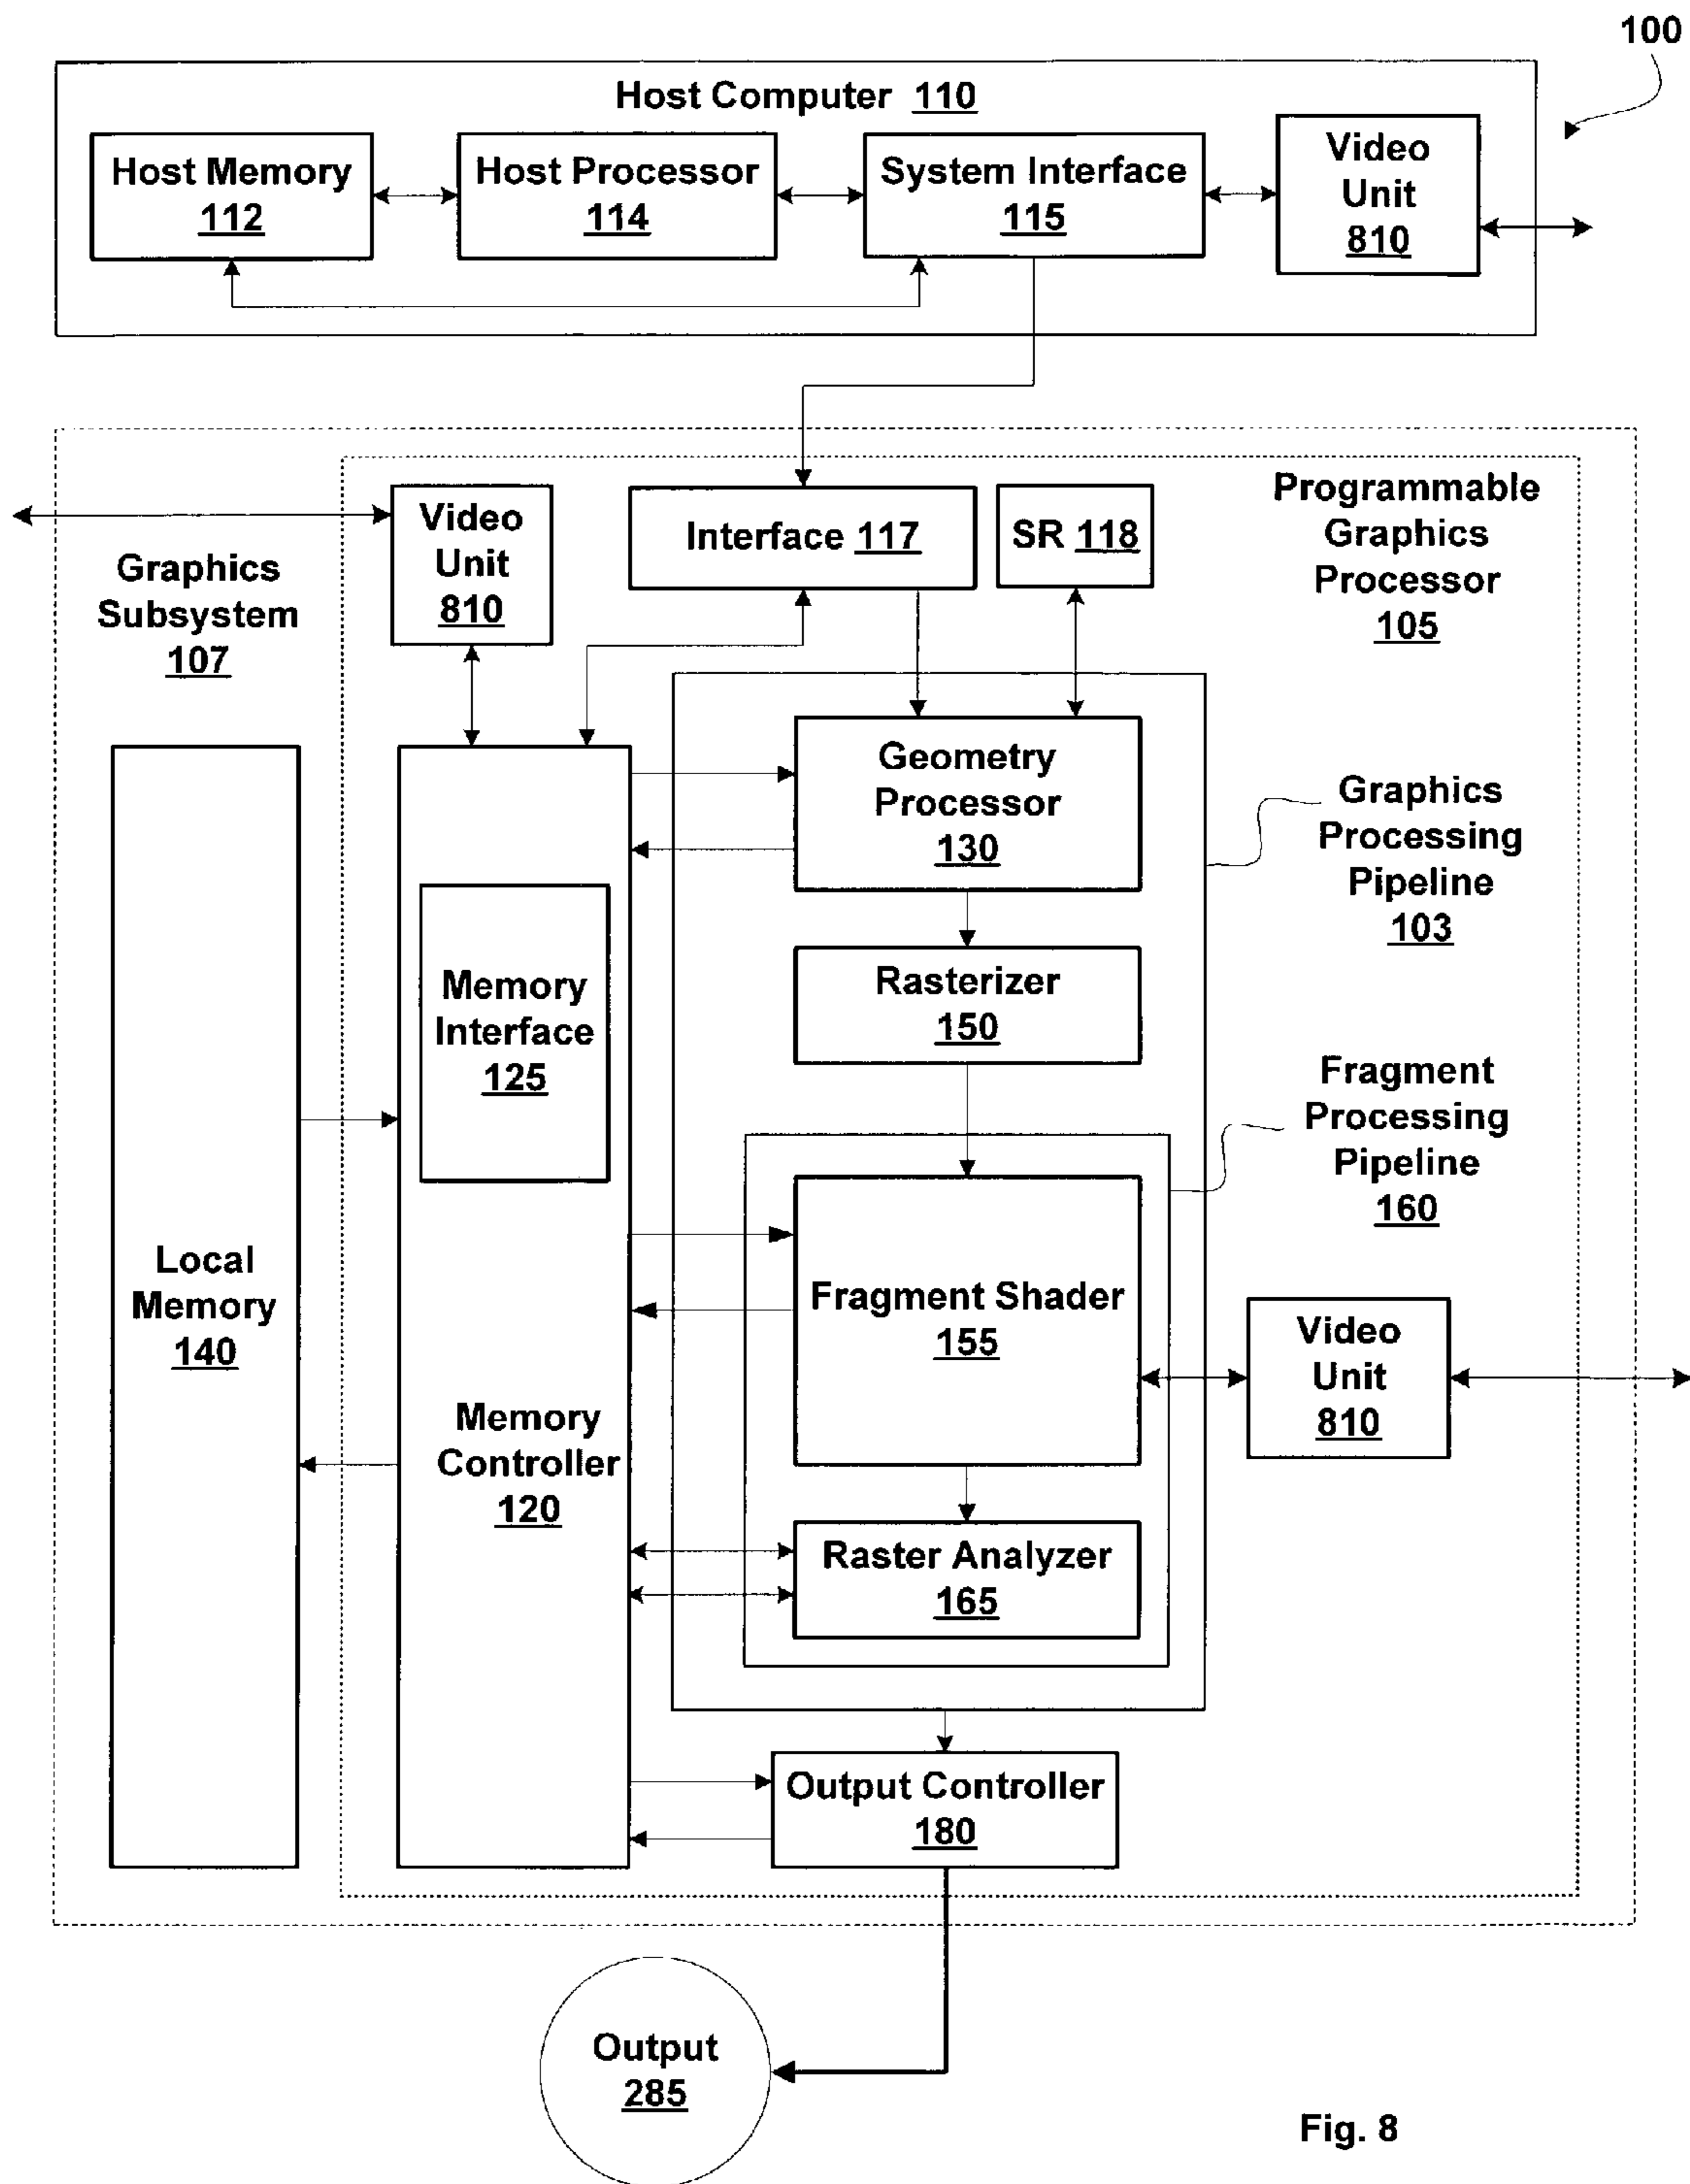 100
Host Computer 110
Host Memory
112
Host Processor
114
System Interface
115
Video
Unit
810
Programmable
Graphics
Processor
105
Video
Unit
810
Interface 117
SR 118
Graphics
Subsystem
107
Geometry
Processor
130
Graphics
Processing
Pipeline
103
Memory
Interface
125
Rasterizer
150
Fragment
Processing
Pipeline
160
Local
Memory
140
Fragment Shader
155
Video
Unit
810
Memory
Controller
120
Raster Analyzer
165
Output Controller
180
Output
285
Fig. 8